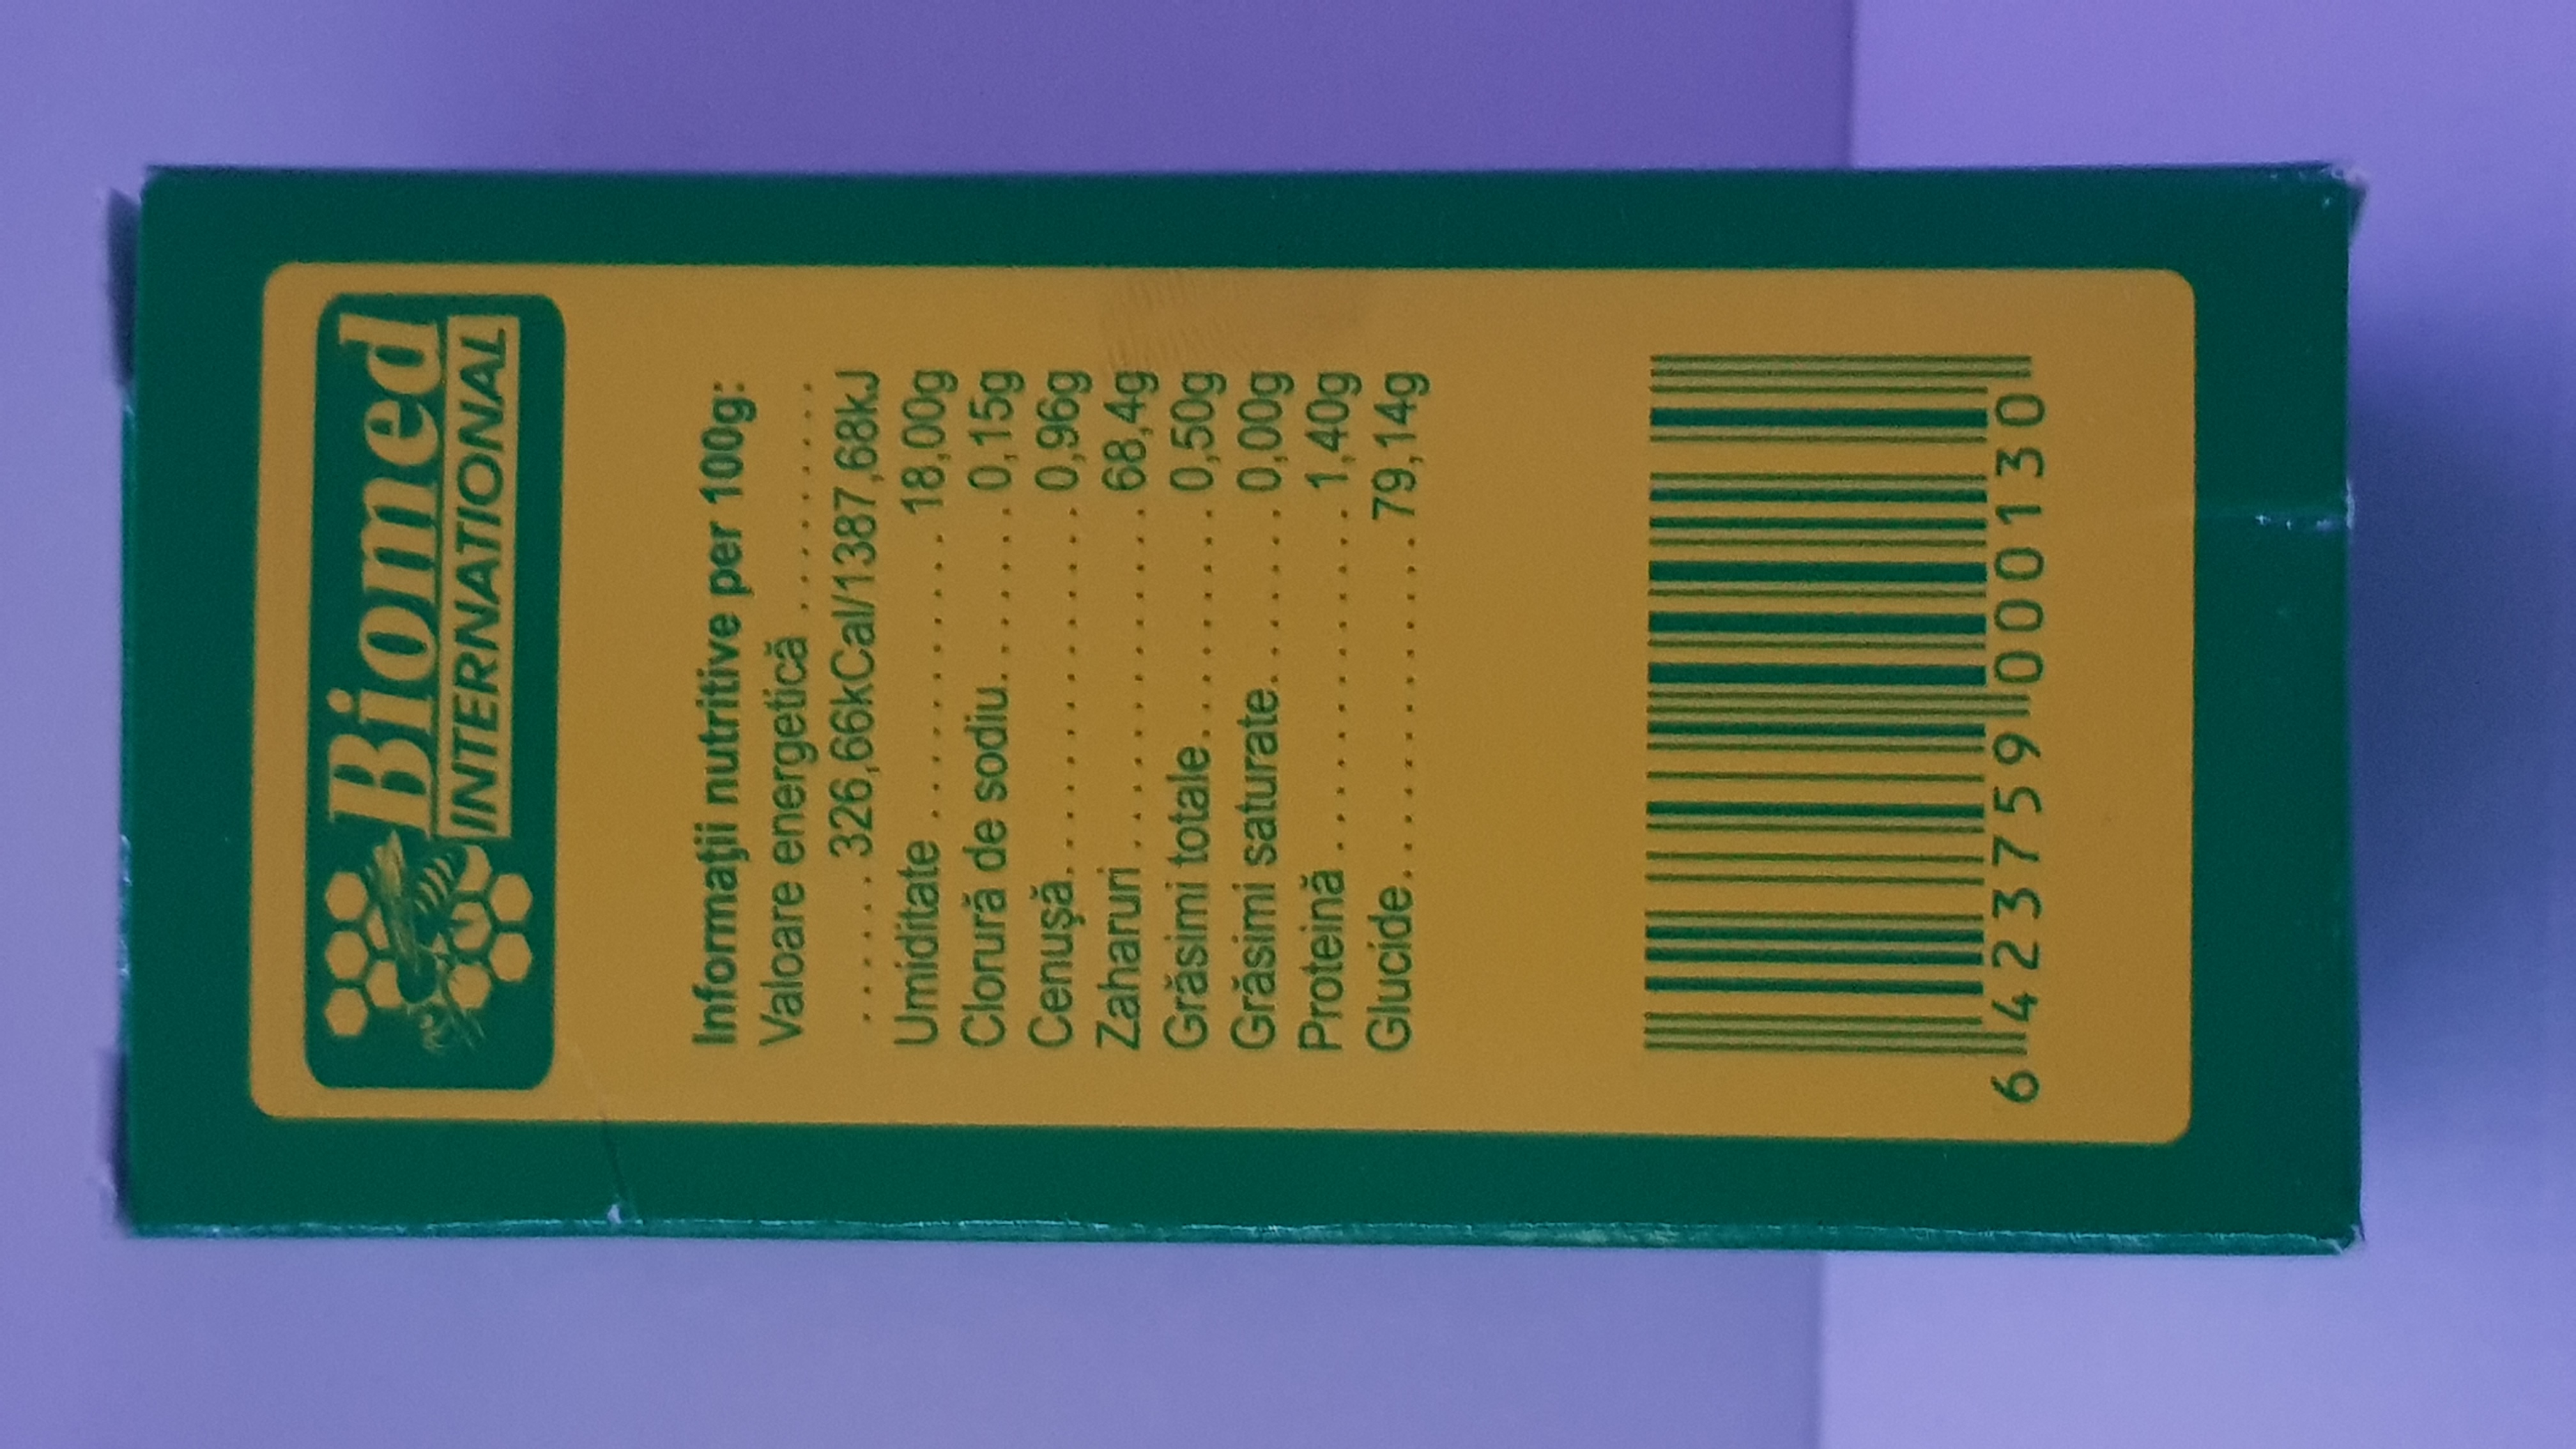 Biomed
INTERNATIONAL
Informaţii nutritive per 100g:
Valoare energetică ..........
.......326,66kCal/1387,68kJ
Umiditate ............. 18,00g
Clorură de sodiu....... 0,15g
Cenuşă............... 0,96g
Zaharuri ............... 68,4g
Grăsimi totale.......... 0,50g
Grăsimi saturate....... 0,00g
Proteină ............... 1,40g
Glucide................ 79,14g
6 423759 000130